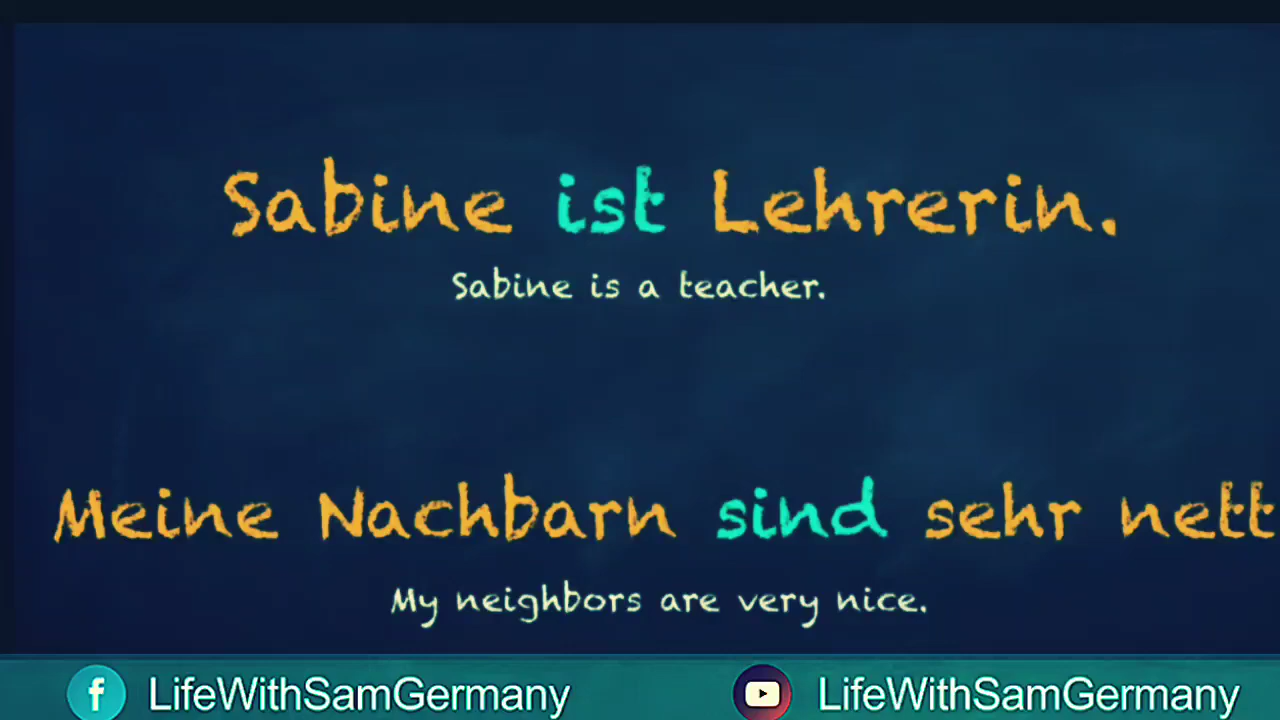 Sabine ist Lehrerin.
Sabine is a teacher.
Meine Nachbarn sind sehr nett
My neighbors are very nice.
LifeWithSamGermany LifeWithSamGermany